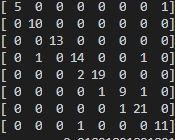 [ 5 0 0 0 0 0 0 1]
[ 0 10 0 0 0 0 0 0]
[ 0 0 13 0 0 0 0 0]
[ 0 1 0 14 0 0 1 0]
[ 0 0 0 2 19 0 0 0]
[ 0 0 0 0 1 9 1 0]
[ 0 0 0 0 0 1 21 0]
[ 0 0 0 1 0 0 0 11]